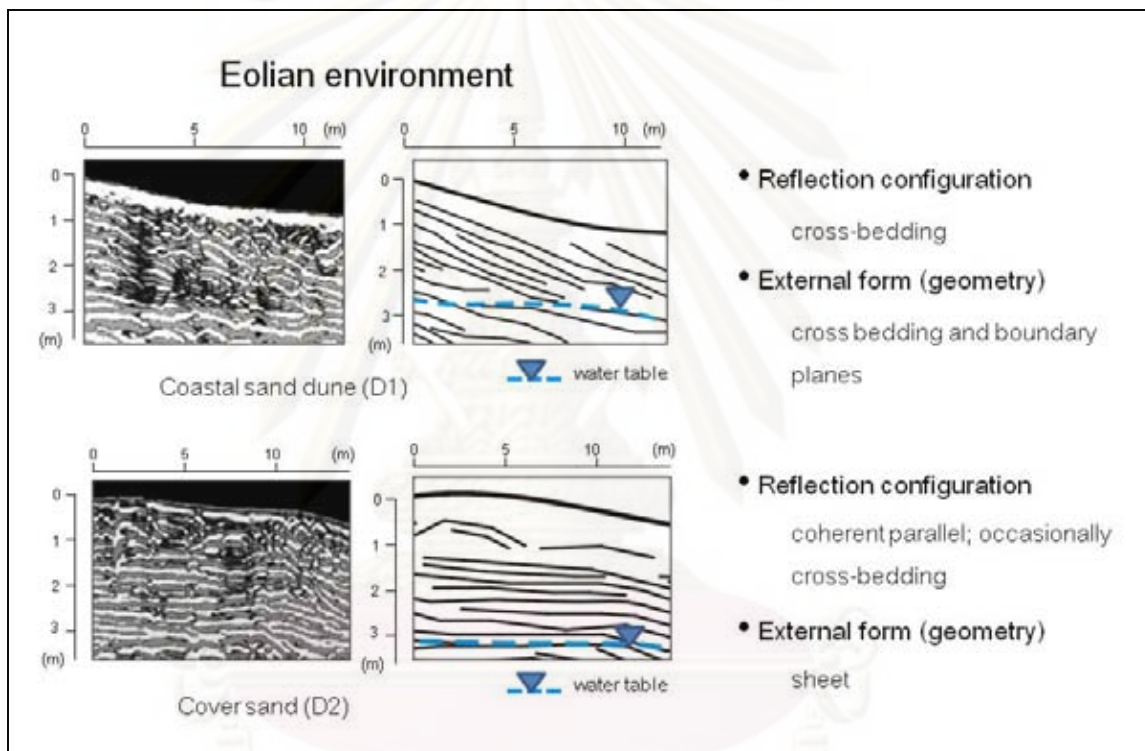 Eolian environment
0 5 10 (m)
0 5 10 (m)
0
1
2
3
(m)
0
1
2
3
(m)
water table
Coastal sand dune (D1)
• Reflection configuration
cross-bedding
• External form (geometry)
cross bedding and boundary
planes
0 5 10 (m)
0 5 10 (m)
0
1
2
3
(m)
0
1
2
3
(m)
water table
Cover sand (D2)
• Reflection configuration
coherent parallel; occasionally
cross-bedding
• External form (geometry)
sheet